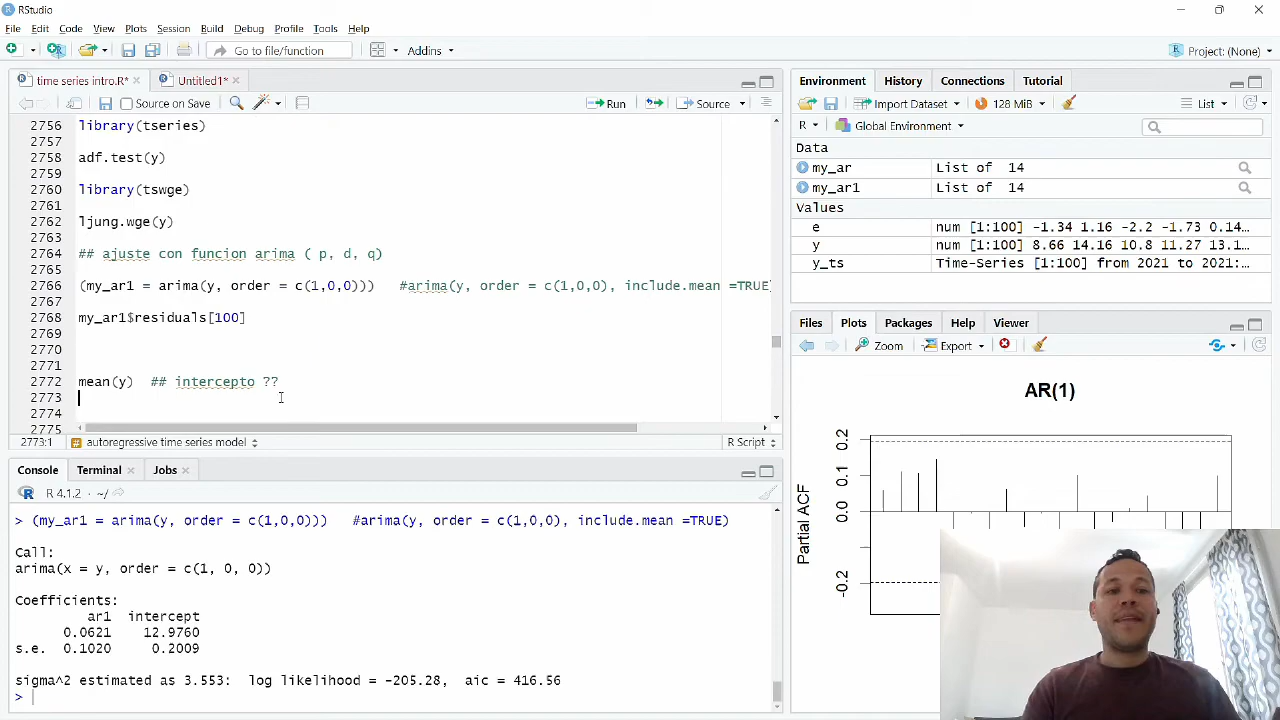 RStudio
File Edit Code View Plots Session Build Debug Profile Tools Help
Go to file/function Addins Project: (None)
time series intro.R* Untitled1*
Source on Save Run Source
2756 library(tseries)
2757
2758 adf.test(y)
2759
2760 library(tswge)
2761
2762 ljung.wge(y)
2763
2764 ## ajuste con funcion arima ( p, d, q)
2765
2766 (my_ar1 = arima(y, order = c(1,0,0))) #arima(y, order = c(1,0,0), include.mean =TRUE
2767
2768 my_ar1$residuals[100]
2769
2770
2771
2772 mean(y) ## intercepto ??
2773
2774
2775
2773:1 # autoregressive time series model R Script
Console Terminal Jobs
R 4.1.2 · ~/
> (my_ar1 = arima(y, order = c(1,0,0))) #arima(y, order = c(1,0,0), include.mean =TRUE)
Call:
arima(x = y, order = c(1, 0, 0))
Coefficients:
ar1 intercept
0.0621 12.9760
s.e. 0.1020 0.2009
sigma^2 estimated as 3.553: log likelihood = -205.28, aic = 416.56
>
Environment History Connections Tutorial
Import Dataset 128 MiB List
R Global Environment
Data
my_ar List of 14
my_ar1 List of 14
Values
e num [1:100] -1.34 1.16 -2.2 -1.73 0.14...
y num [1:100] 8.66 14.16 10.8 11.27 13.1...
y_ts Time-Series [1:100] from 2021 to 2021:...
Files Plots Packages Help Viewer
Zoom Export
AR(1)
Partial ACF
0.2
0.1
0.0
-0.2